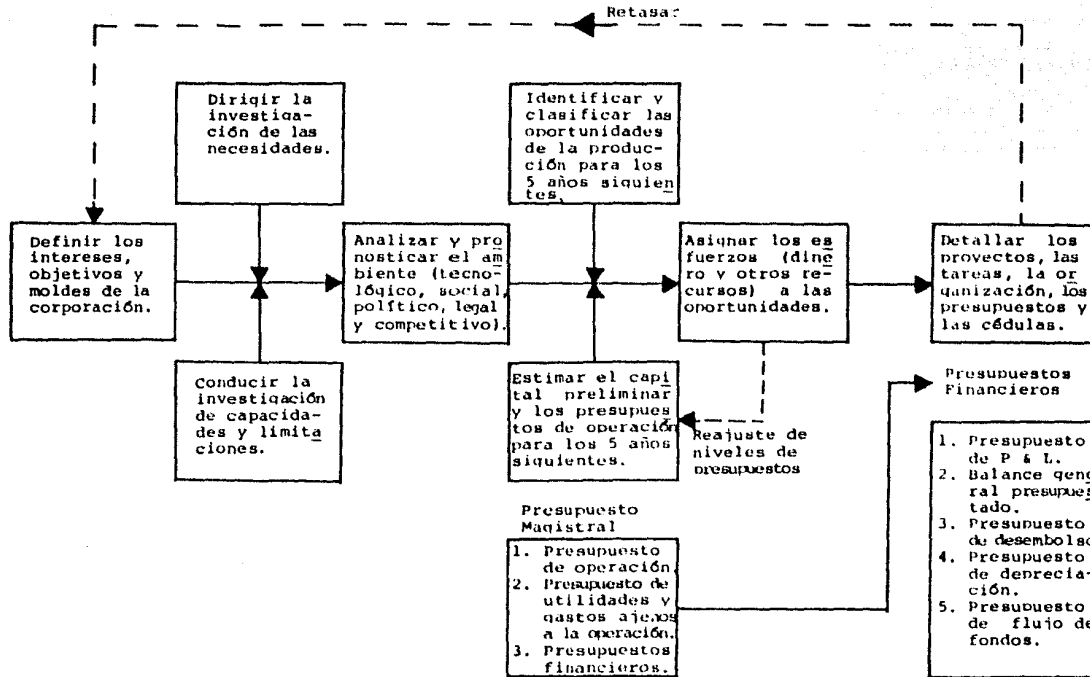 Retasar
Dirigir la
investiga-
ción de las
necesidades.
Identificar y
clasificar las
oportunidades
de la produc-
ción para los
5 años siguien
tes.
Definir los
intereses,
objetivos y
moldes de la
corporación.
Analizar y pro
nosticar el am
biente (tecno-
lógico, social,
político, legal
y competitivo).
Asignar los es
fuerzos (dine
ro y otros re-
cursos) a las
oportunidades.
Detallar los
proyectos, las
tareas, la or
ganización, los
presupuestos y
las cédulas.
Conducir la
investigación
de capacida-
des y limita
ciones.
Estimar el capi
tal preliminar
y los presupues
tos de operación
para los 5 años
siguientes.
Reajuste de
niveles de
presupuestos
Presupuestos
Financieros
1. Presupuesto
de P & L.
2. Balance gene
ral presupues
tado.
3. Presupuesto
de desembolso
4. Presupuesto
de deprecia-
ción.
5. Presupuesto
de flujo de
fondos.
Presupuesto
Magistral
1. Presupuesto
de operación.
2. Presupuesto de
utilidades y
gastos ajenos
a la operación.
3. Presupuestos
financieros.